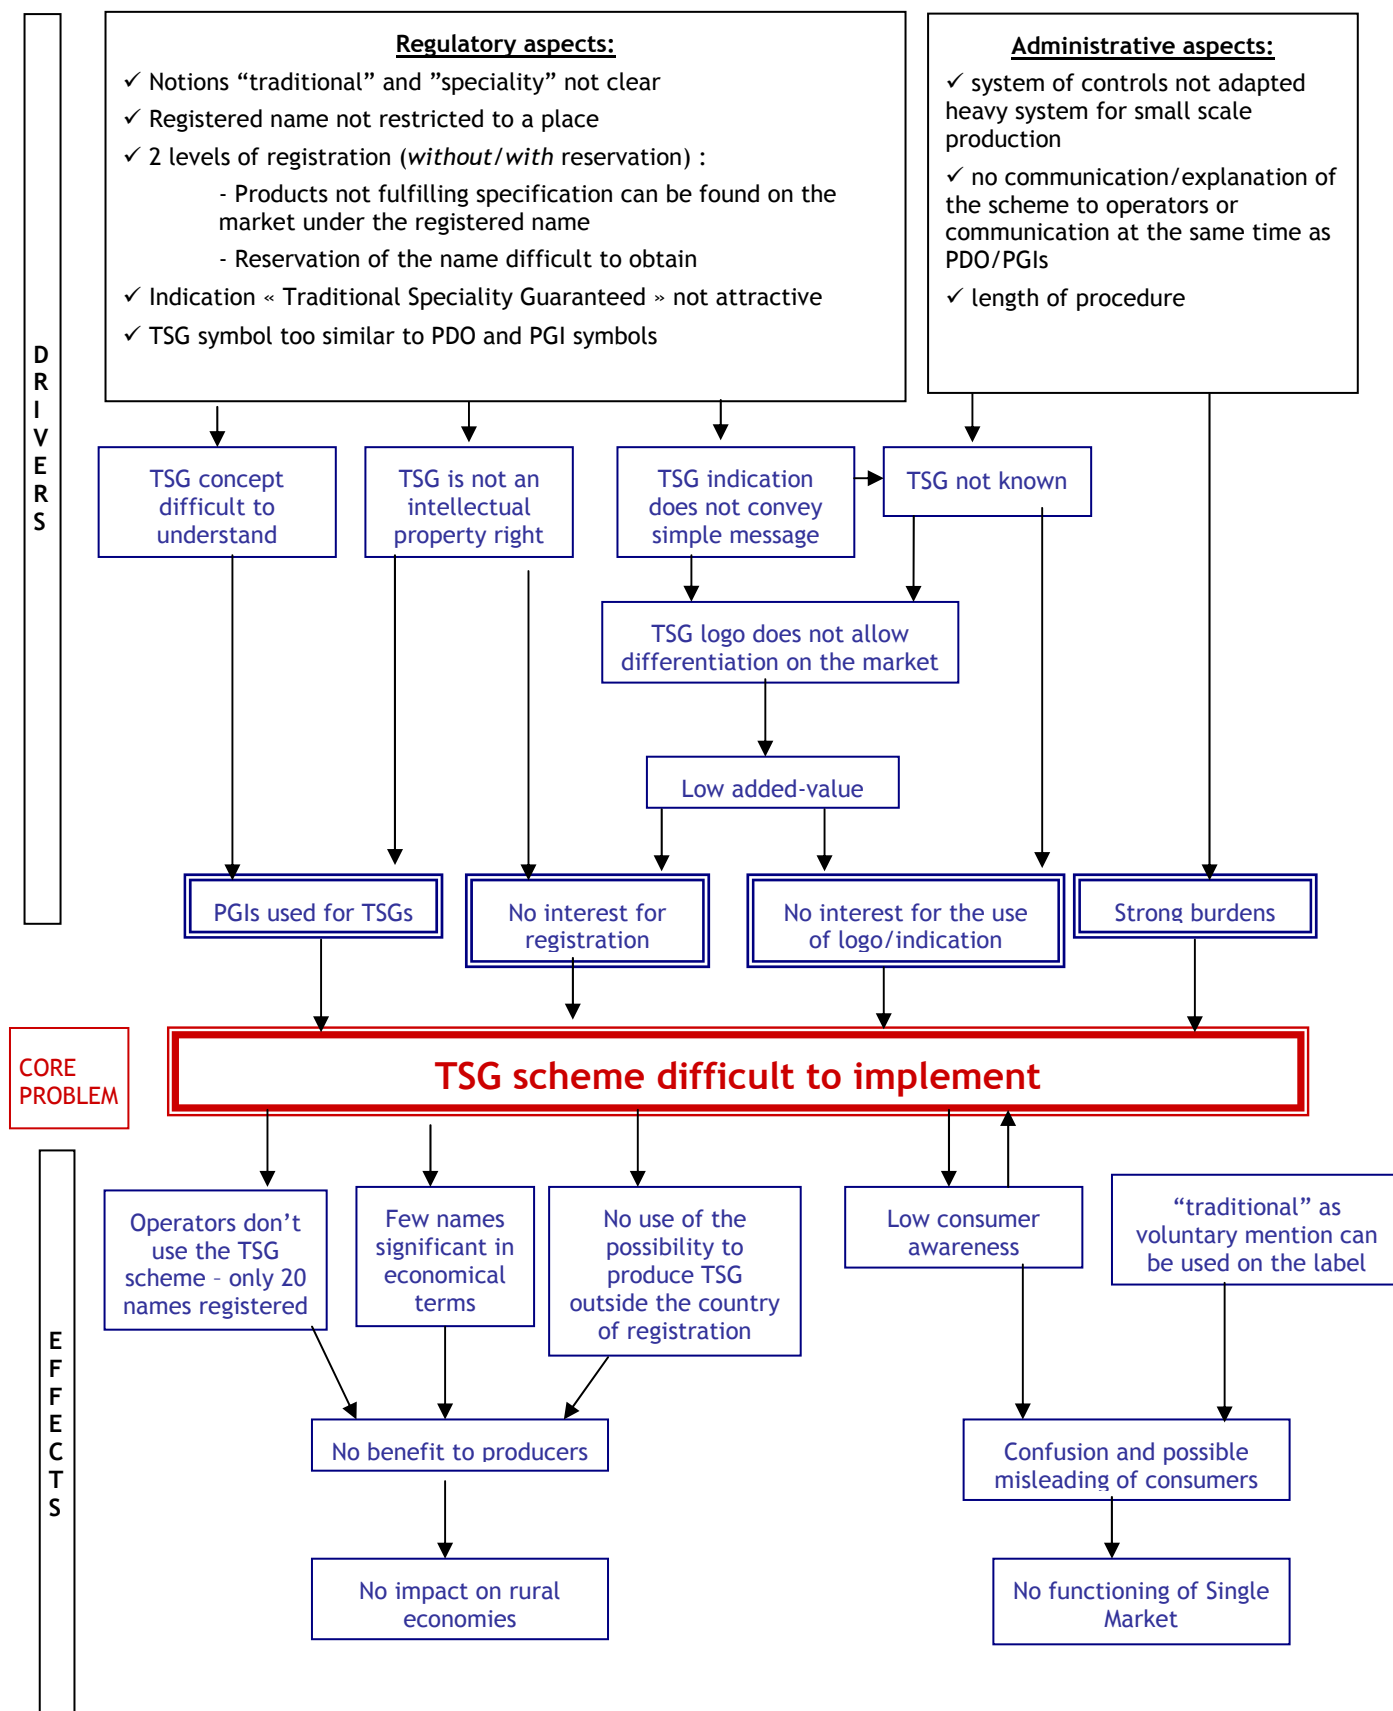 Regulatory aspects:
✓ Notions “traditional” and ”speciality” not clear
✓ Registered name not restricted to a place
✓ 2 levels of registration (without/with reservation) :
- Products not fulfilling specification can be found on the
market under the registered name
- Reservation of the name difficult to obtain
✓ Indication « Traditional Speciality Guaranteed » not attractive
✓ TSG symbol too similar to PDO and PGI symbols
Administrative aspects:
✓ system of controls not adapted
heavy system for small scale
production
✓ no communication/explanation of
the scheme to operators or
communication at the same time as
PDO/PGIs
✓ length of procedure
D
R
I
V
E
R
S
TSG concept
difficult to
understand
TSG is not an
intellectual
property right
TSG indication
does not convey
simple message
TSG not known
TSG logo does not allow
differentiation on the market
Low added-value
PGIs used for TSGs
No interest for
registration
No interest for the use
of logo/indication
Strong burdens
CORE
PROBLEM
TSG scheme difficult to implement
E
F
F
E
C
T
S
Operators don’t
use the TSG
scheme – only 20
names registered
Few names
significant in
economical
terms
No use of the
possibility to
produce TSG
outside the country
of registration
Low consumer
awareness
“traditional” as
voluntary mention can
be used on the label
No benefit to producers
Confusion and possible
misleading of consumers
No impact on rural
economies
No functioning of Single
Market